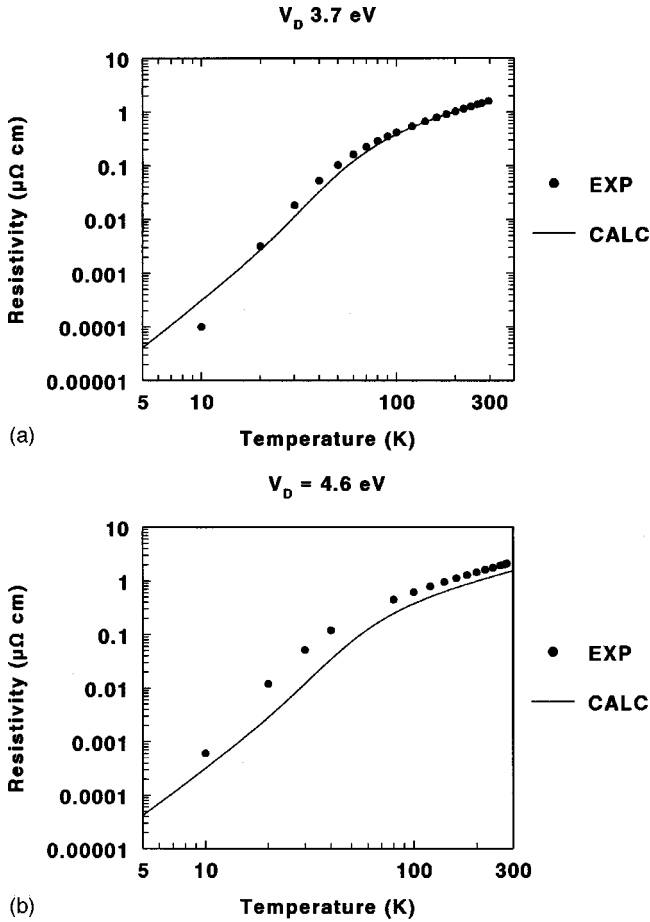 V_D 3.7 eV
10
1
0.1
0.01
0.001
0.0001
0.00001
Resistivity (μΩ cm)
EXP
CALC
5 10 100 300
(a)
Temperature (K)
V_D = 4.6 eV
10
1
0.1
0.01
0.001
0.0001
0.00001
Resistivity (μΩ cm)
EXP
CALC
5 10 100 300
(b)
Temperature (K)